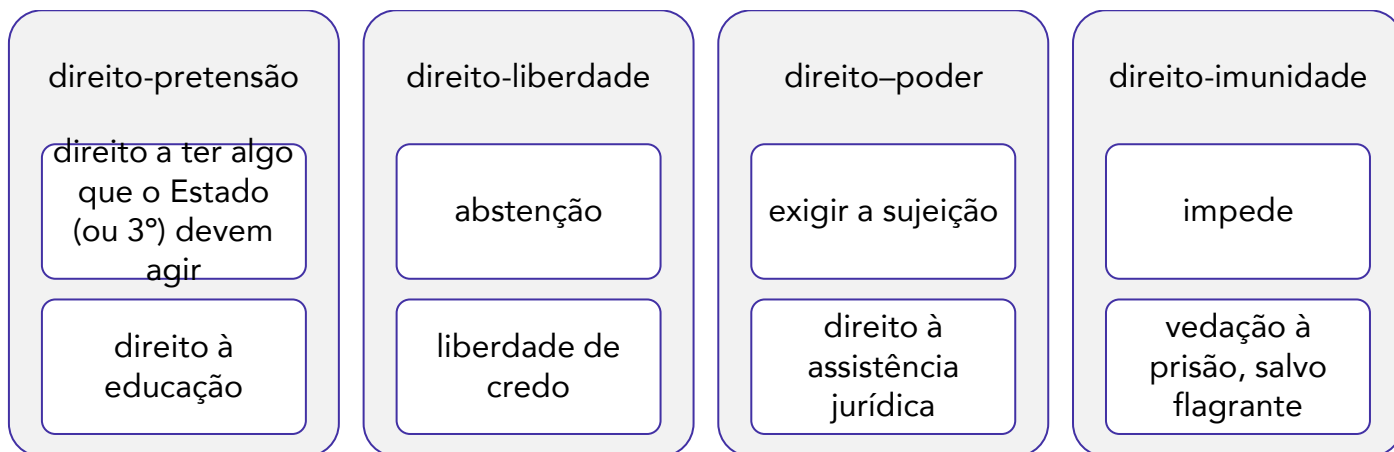 direito-pretensão
direito a ter algo
que o Estado
(ou 3º) devem
agir
direito à
educação
direito-liberdade
abstenção
liberdade de
credo
direito–poder
exigir a sujeição
direito à
assistência
jurídica
direito-imunidade
impede
vedação à
prisão, salvo
flagrante